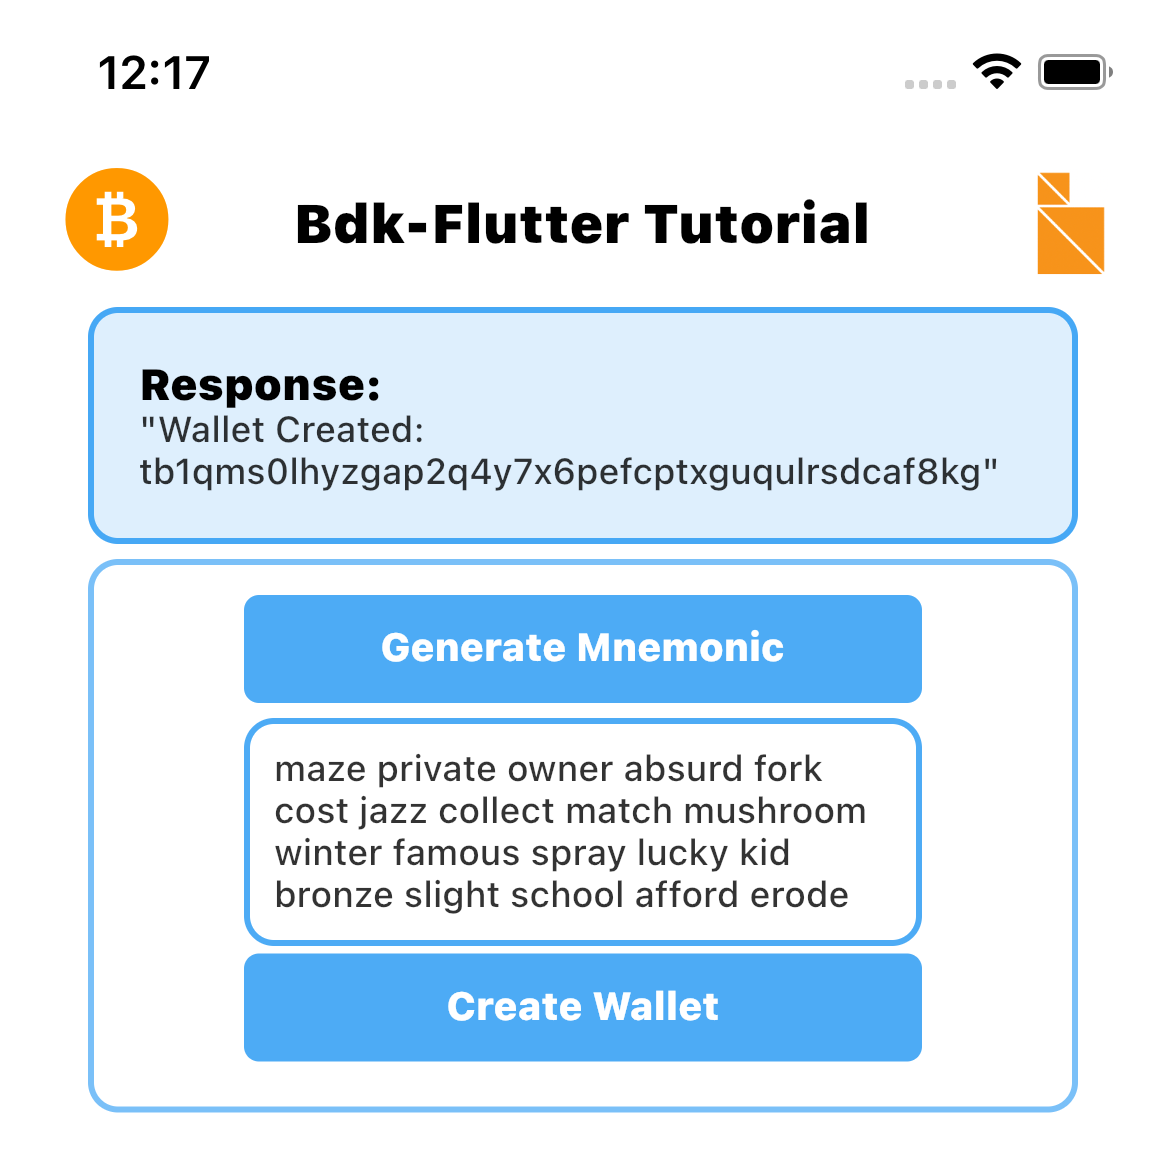 12:17
Bdk-Flutter Tutorial
Response:
"Wallet Created:
tb1qms0lhyzgap2q4y7x6pefcptxguqulrsdcaf8kg"
Generate Mnemonic
maze private owner absurd fork
cost jazz collect match mushroom
winter famous spray lucky kid
bronze slight school afford erode
Create Wallet